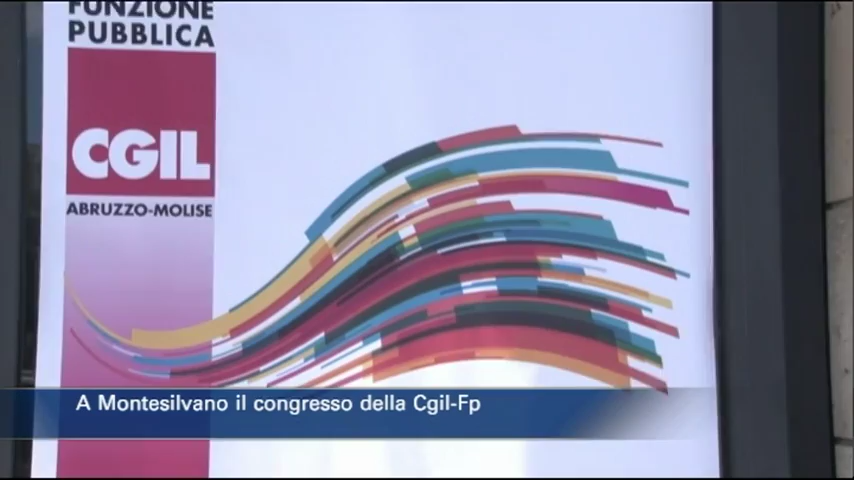 FUNZIONE
PUBBLICA
CGIL
ABRUZZO-MOLISE
A Montesilvano il congresso della Cgil-Fp